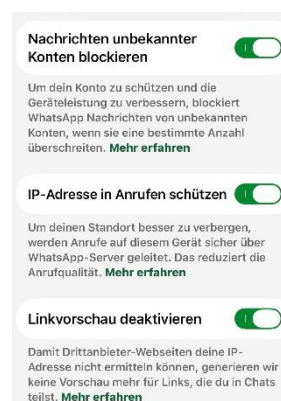 Nachrichten unbekannter
Konten blockieren
Um dein Konto zu schützen und die
Geräteleistung zu verbessern, blockiert
WhatsApp Nachrichten von unbekannten
Konten, wenn sie eine bestimmte Anzahl
überschreiten. Mehr erfahren
IP-Adresse in Anrufen schützen
Um deinen Standort besser zu verbergen,
werden Anrufe auf diesem Gerät sicher über
WhatsApp-Server geleitet. Das reduziert die
Anrufqualität. Mehr erfahren
Linkvorschau deaktivieren
Damit Drittanbieter-Webseiten deine IP-
Adresse nicht ermitteln können, generieren wir
keine Vorschau mehr für Links, die du in Chats
teilst. Mehr erfahren